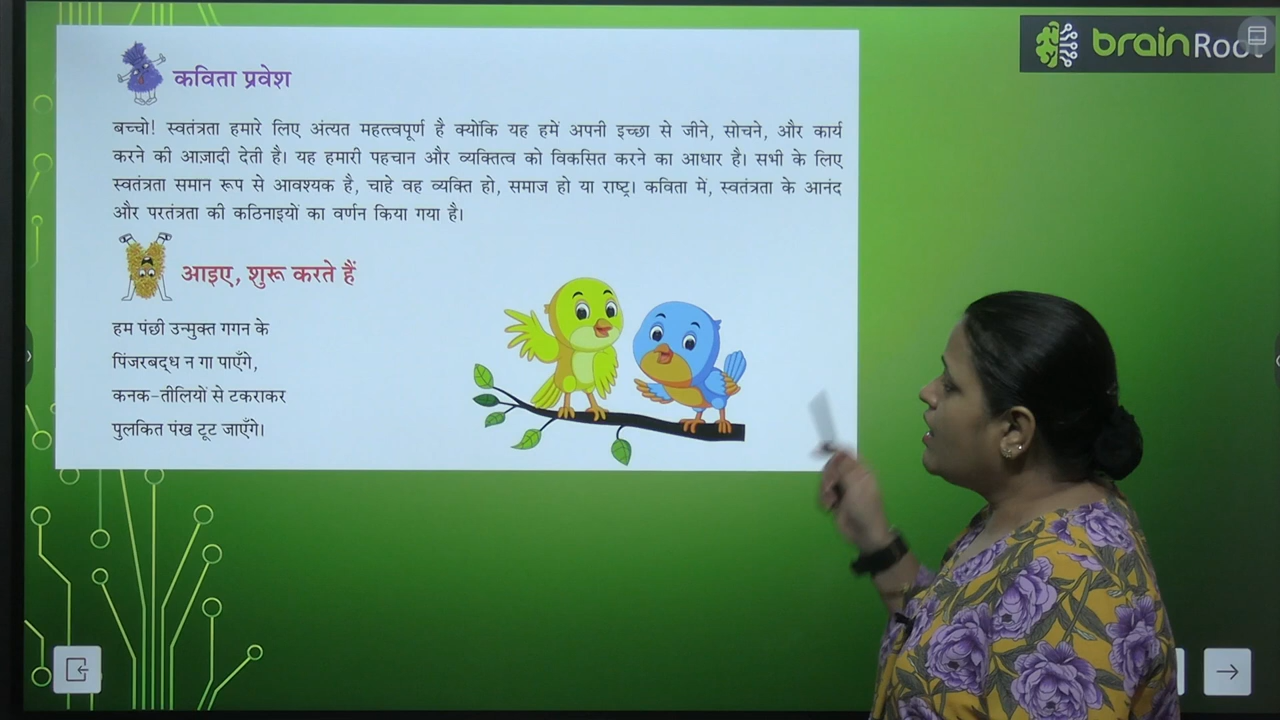 brainRoot
कविता प्रवेश
बच्चो! स्वतंत्रता हमारे लिए अंत्यत महत्त्वपूर्ण है क्योंकि यह हमें अपनी इच्छा से जीने, सोचने, और कार्य
करने की आज़ादी देती है। यह हमारी पहचान और व्यक्तित्व को विकसित करने का आधार है। सभी के लिए
स्वतंत्रता समान रूप से आवश्यक है, चाहे वह व्यक्ति हो, समाज हो या राष्ट्र। कविता में, स्वतंत्रता के आनंद
और परतंत्रता की कठिनाइयों का वर्णन किया गया है।
आइए, शुरू करते हैं
हम पंछी उन्मुक्त गगन के
पिंजरबद्ध न गा पाएँगे,
कनक-तीलियों से टकराकर
पुलकित पंख टूट जाएँगे।